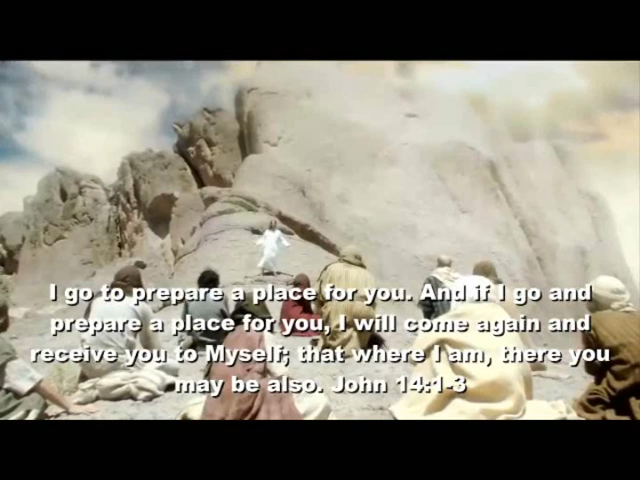 I go to prepare a place for you. And if I go and
prepare a place for you, I will come again and
receive you to Myself; that where I am, there you
may be also. John 14:1-3